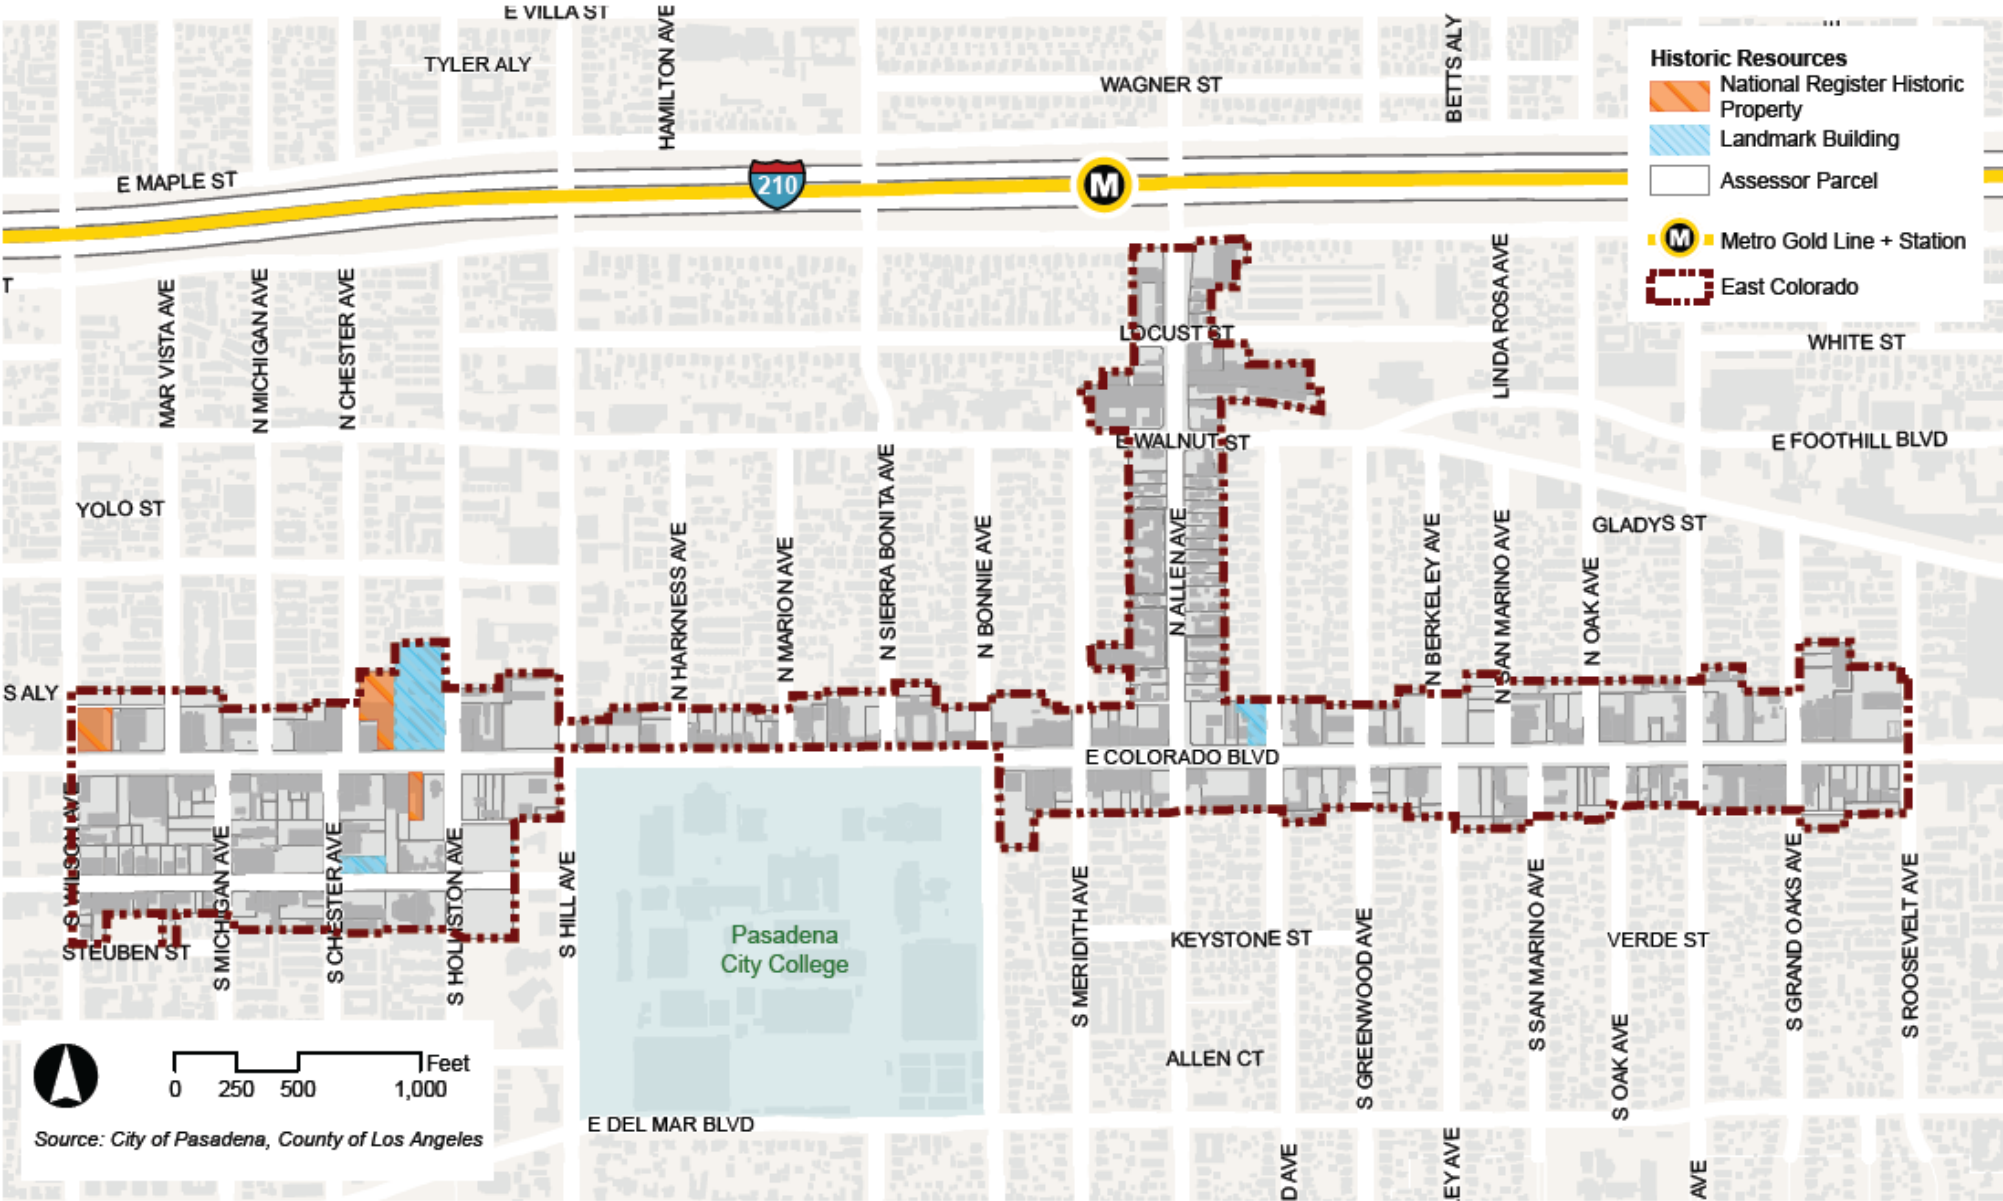 E VILLA ST
HAMILTON AVE
TYLER ALY
WAGNER ST
BETTS ALY
Historic Resources
National Register Historic
Property
Landmark Building
Assessor Parcel
M
Metro Gold Line + Station
East Colorado
E MAPLE ST
210
M
T
MAR VISTA AVE
N MICHIGAN AVE
N CHESTER AVE
LOCUST ST
LINDA ROSA AVE
WHITE ST
E WALNUT ST
E FOOTHILL BLVD
YOLO ST
N HARKNESS AVE
N MARION AVE
N SIERRA BONITA AVE
N BONNIE AVE
N ALLEN AVE
N BERKELEY AVE
N SAN MARINO AVE
N OAK AVE
GLADYS ST
S ALY
E COLORADO BLVD
S WILSON AVE
S MICHIGAN AVE
S CHESTER AVE
S HOLLISTON AVE
S HILL AVE
STEUBEN ST
Pasadena
City College
S MERIDITH AVE
KEYSTONE ST
S GREENWOOD AVE
S SAN MARINO AVE
VERDE ST
S OAK AVE
S GRAND OAKS AVE
S ROOSEVELT AVE
ALLEN CT
Feet
0 250 500 1,000
Source: City of Pasadena, County of Los Angeles
E DEL MAR BLVD
D AVE
EY AVE
AVE